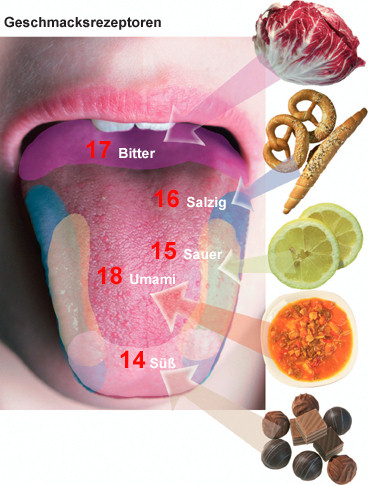 Geschmacksrezeptoren
17 Bitter
16 Salzig
15 Sauer
18 Umami
14 Süß